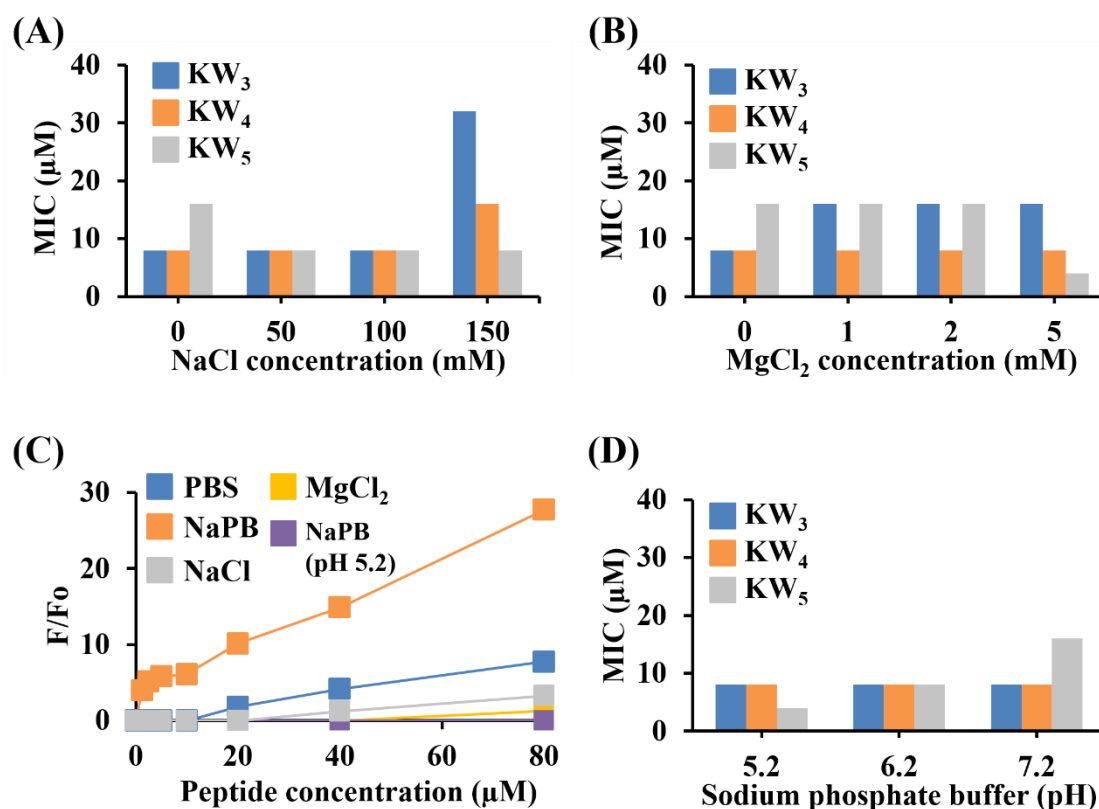 (A)
KW₃
KW₄
KW₅
MIC (µM)
40
30
20
10
0
0 50 100 150
NaCl concentration (mM)
(B)
KW₃
KW₄
KW₅
MIC (µM)
40
30
20
10
0
0 1 2 5
MgCl₂ concentration (mM)
(C)
PBS
NaPB
NaCl
MgCl₂
NaPB
(pH 5.2)
F/Fo
30
20
10
0
0 20 40 60 80
Peptide concentration (µM)
(D)
KW₃
KW₄
KW₅
MIC (µM)
40
30
20
10
0
5.2 6.2 7.2
Sodium phosphate buffer (pH)